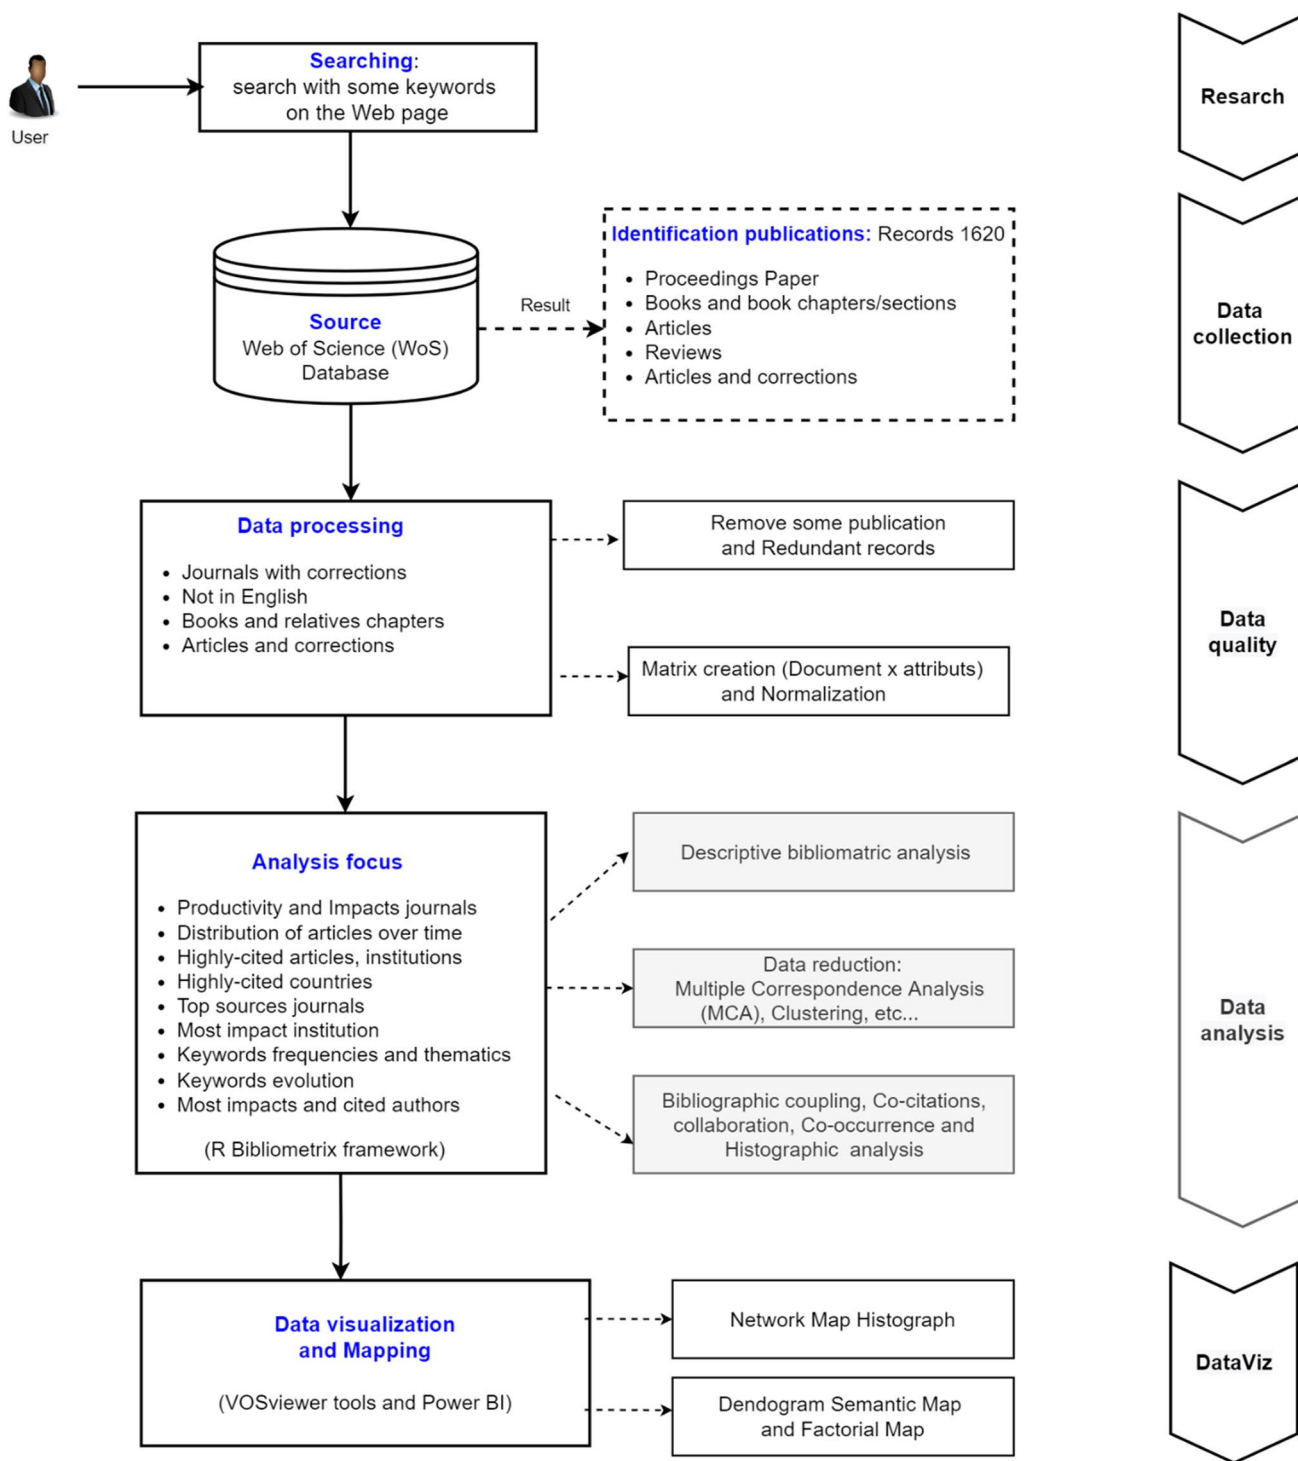 Searching:
search with some keywords
on the Web page
User
Resarch
Source
Web of Science (WoS)
Database
Result
Identification publications: Records 1620
• Proceedings Paper
• Books and book chapters/sections
• Articles
• Reviews
• Articles and corrections
Data
collection
Data processing
• Journals with corrections
• Not in English
• Books and relatives chapters
• Articles and corrections
Remove some publication
and Redundant records
Matrix creation (Document x attributs)
and Normalization
Data
quality
Analysis focus
• Productivity and Impacts journals
• Distribution of articles over time
• Highly-cited articles, institutions
• Highly-cited countries
• Top sources journals
• Most impact institution
• Keywords frequencies and thematics
• Keywords evolution
• Most impacts and cited authors
(R Bibliometrix framework)
Descriptive bibliomatric analysis
Data reduction:
Multiple Correspondence Analysis
(MCA), Clustering, etc...
Bibliographic coupling, Co-citations,
collaboration, Co-occurrence and
Histographic analysis
Data
analysis
Data visualization
and Mapping
(VOSviewer tools and Power BI)
Network Map Histograph
Dendogram Semantic Map
and Factorial Map
DataViz